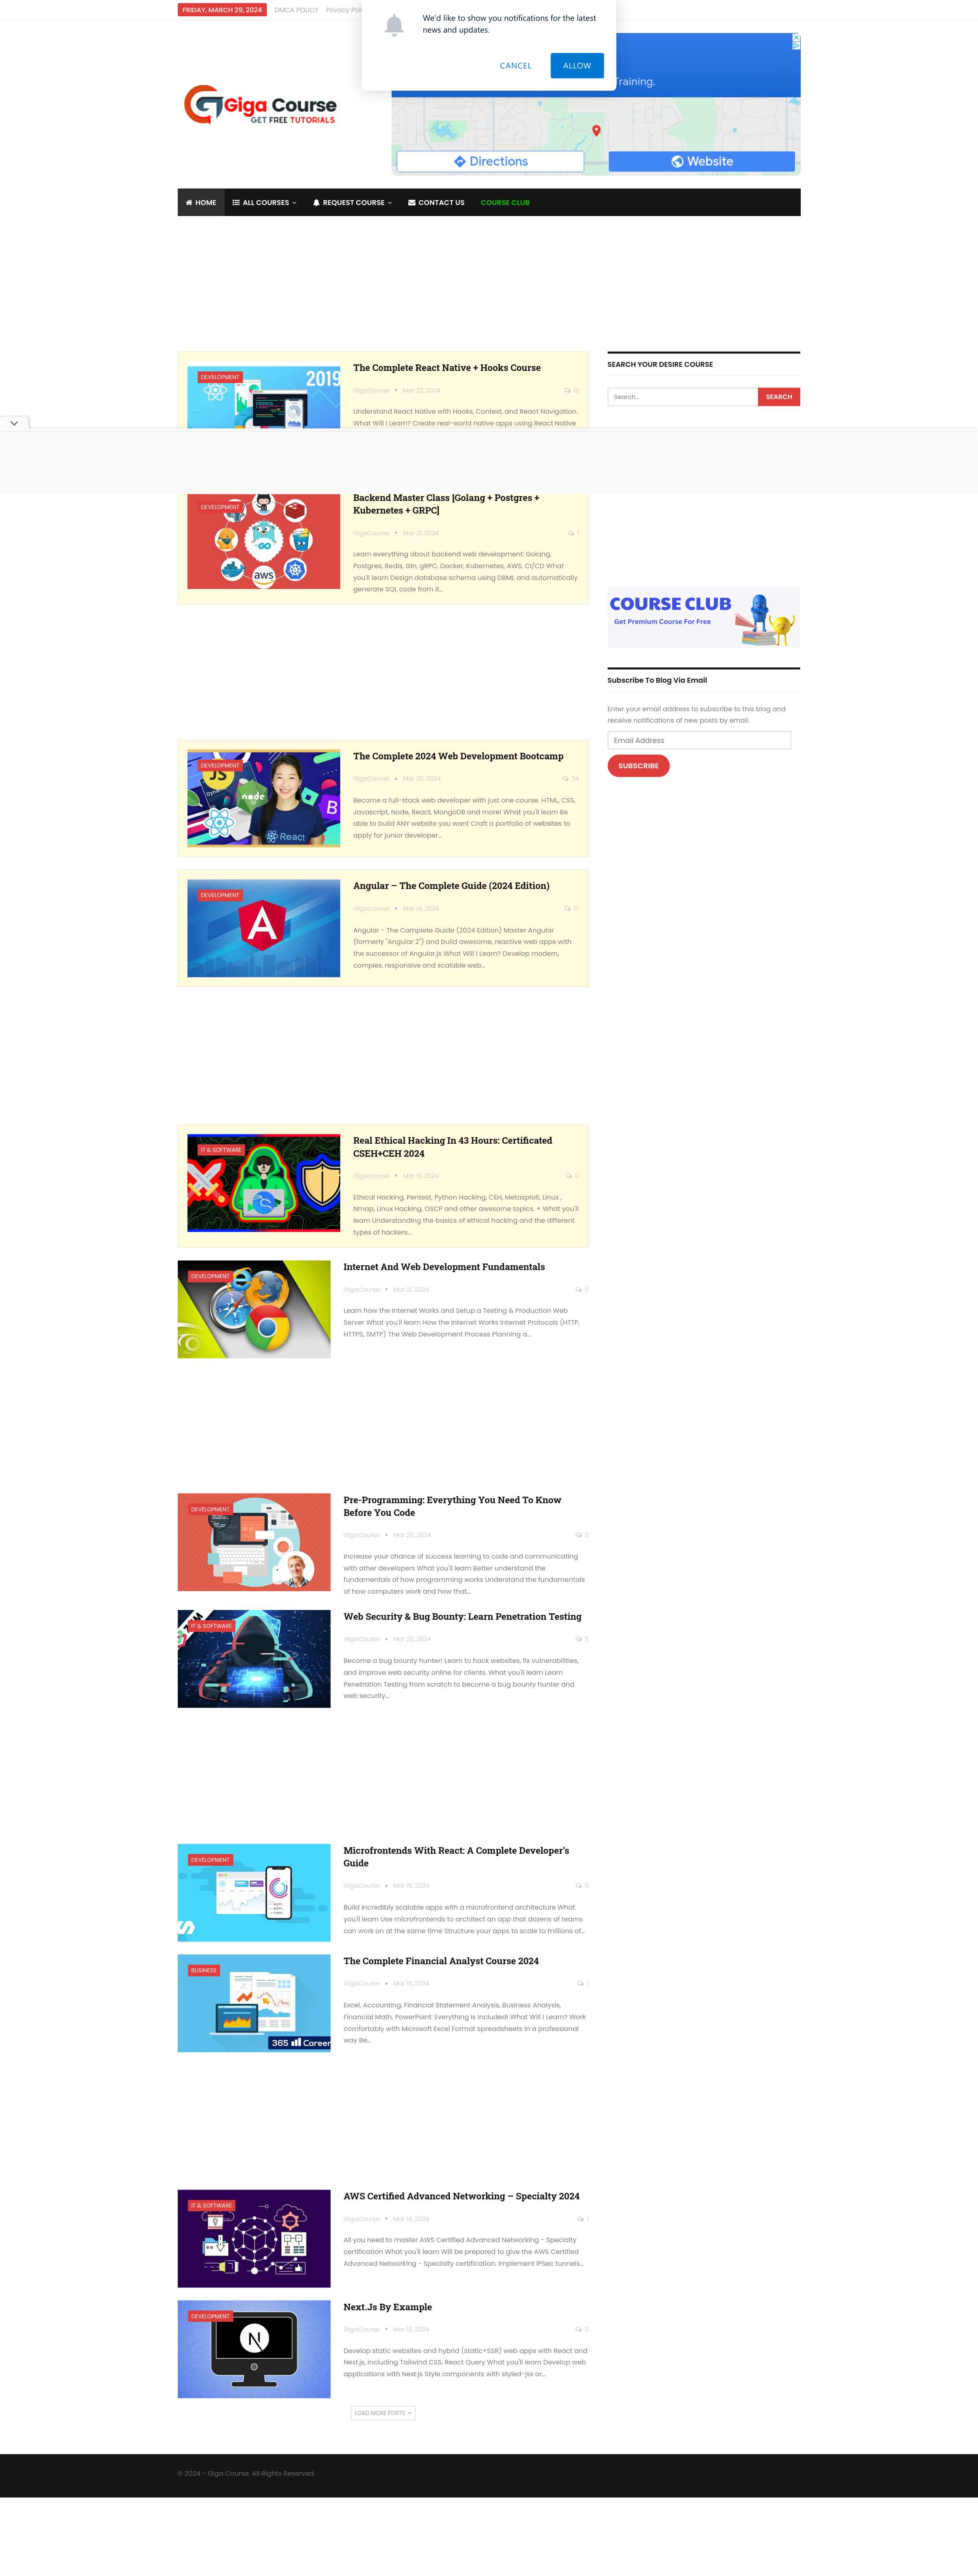 FRIDAY, MARCH 29, 2024
DMCA POLICY
Privacy
We'd like to show you notifications for the latest
news and updates.
CANCEL
ALLOW
Training.
Directions
Website
Giga Course
GET FREE TUTORIALS
HOME
ALL COURSES
REQUEST COURSE
CONTACT US
COURSE CLUB
DEVELOPMENT
2019
The Complete React Native + Hooks Course
GigaCourse
Mar 22, 2024
12
Understand React Native with Hooks, Context, and React Navigation.
What Will I Learn? Create real-world native apps using React Native
SEARCH YOUR DESIRE COURSE
Search...
SEARCH
DEVELOPMENT
GO
aws
Backend Master Class [Golang + Postgres +
Kubernetes + GRPC]
GigaCourse
Mar 21, 2024
1
Learn everything about backend web development: Golang,
Postgres, Redis, Gin, gRPC, Docker, Kubernetes, AWS, CI/CD What
you'll learn Design database schema using DBML and automatically
generate SQL code from it...
COURSE CLUB
Get Premium Course For Free
Subscribe To Blog Via Email
Enter your email address to subscribe to this blog and
receive notifications of new posts by email.
Email Address
SUBSCRIBE
DEVELOPMENT
JS
node
B
React
The Complete 2024 Web Development Bootcamp
GigaCourse
Mar 20, 2024
54
Become a full-stack web developer with just one course. HTML, CSS,
Javascript, Node, React, MongoDB and more! What you'll learn Be
able to build ANY website you want Craft a portfolio of websites to
apply for junior developer...
DEVELOPMENT
A
Angular – The Complete Guide (2024 Edition)
GigaCourse
Mar 14, 2024
17
Angular - The Complete Guide (2024 Edition) Master Angular
(formerly "Angular 2") and build awesome, reactive web apps with
the successor of Angular.js What Will I Learn? Develop modern,
complex, responsive and scalable web...
IT & SOFTWARE
Real Ethical Hacking In 43 Hours: Certificated
CSEH+CEH 2024
GigaCourse
Mar 13, 2024
0
Ethical Hacking, Pentest, Python Hacking, CEH, Metasploit, Linux ,
Nmap, Linux Hacking, OSCP and other awesome topics. + What you'll
learn Understanding the basics of ethical hacking and the different
types of hackers...
DEVELOPMENT
Internet And Web Development Fundamentals
GigaCourse
Mar 21, 2024
0
Learn how the Internet Works and Setup a Testing & Production Web
Server What you'll learn How the Internet Works Internet Protocols (HTTP,
HTTPS, SMTP) The Web Development Process Planning a...
DEVELOPMENT
Pre-Programming: Everything You Need To Know
Before You Code
GigaCourse
Mar 20, 2024
0
Increase your chance of success learning to code and communicating
with other developers What you'll learn Better understand the
fundamentals of how programming works Understand the fundamentals
of how computers work and how that...
IT & SOFTWARE
Web Security & Bug Bounty: Learn Penetration Testing
GigaCourse
Mar 20, 2024
5
Become a bug bounty hunter! Learn to hack websites, fix vulnerabilities,
and improve web security online for clients. What you'll learn Learn
Penetration Testing from scratch to become a bug bounty hunter and
web security...
DEVELOPMENT
Microfrontends With React: A Complete Developer's
Guide
GigaCourse
Mar 15, 2024
0
Build incredibly scalable apps with a microfrontend architecture What
you'll learn Use microfrontends to architect an app that dozens of teams
can work on at the same time Structure your apps to scale to millions of...
BUSINESS
365 Career
The Complete Financial Analyst Course 2024
GigaCourse
Mar 15, 2024
1
Excel, Accounting, Financial Statement Analysis, Business Analysis,
Financial Math, PowerPoint: Everything is Included! What Will I Learn? Work
comfortably with Microsoft Excel Format spreadsheets in a professional
way Be...
IT & SOFTWARE
AWS Certified Advanced Networking – Specialty 2024
GigaCourse
Mar 14, 2024
1
All you need to master AWS Certified Advanced Networking - Specialty
certification What you'll learn Will be prepared to give the AWS Certified
Advanced Networking - Specialty certification. Implement IPSec tunnels...
DEVELOPMENT
N
Next.Js By Example
GigaCourse
Mar 13, 2024
0
Develop static websites and hybrid (static+SSR) web apps with React and
Next.js, including Tailwind CSS, React Query What you'll learn Develop web
applications with Next·js Style components with styled-jsx or...
LOAD MORE POSTS
© 2024 - Giga Course. All Rights Reserved.